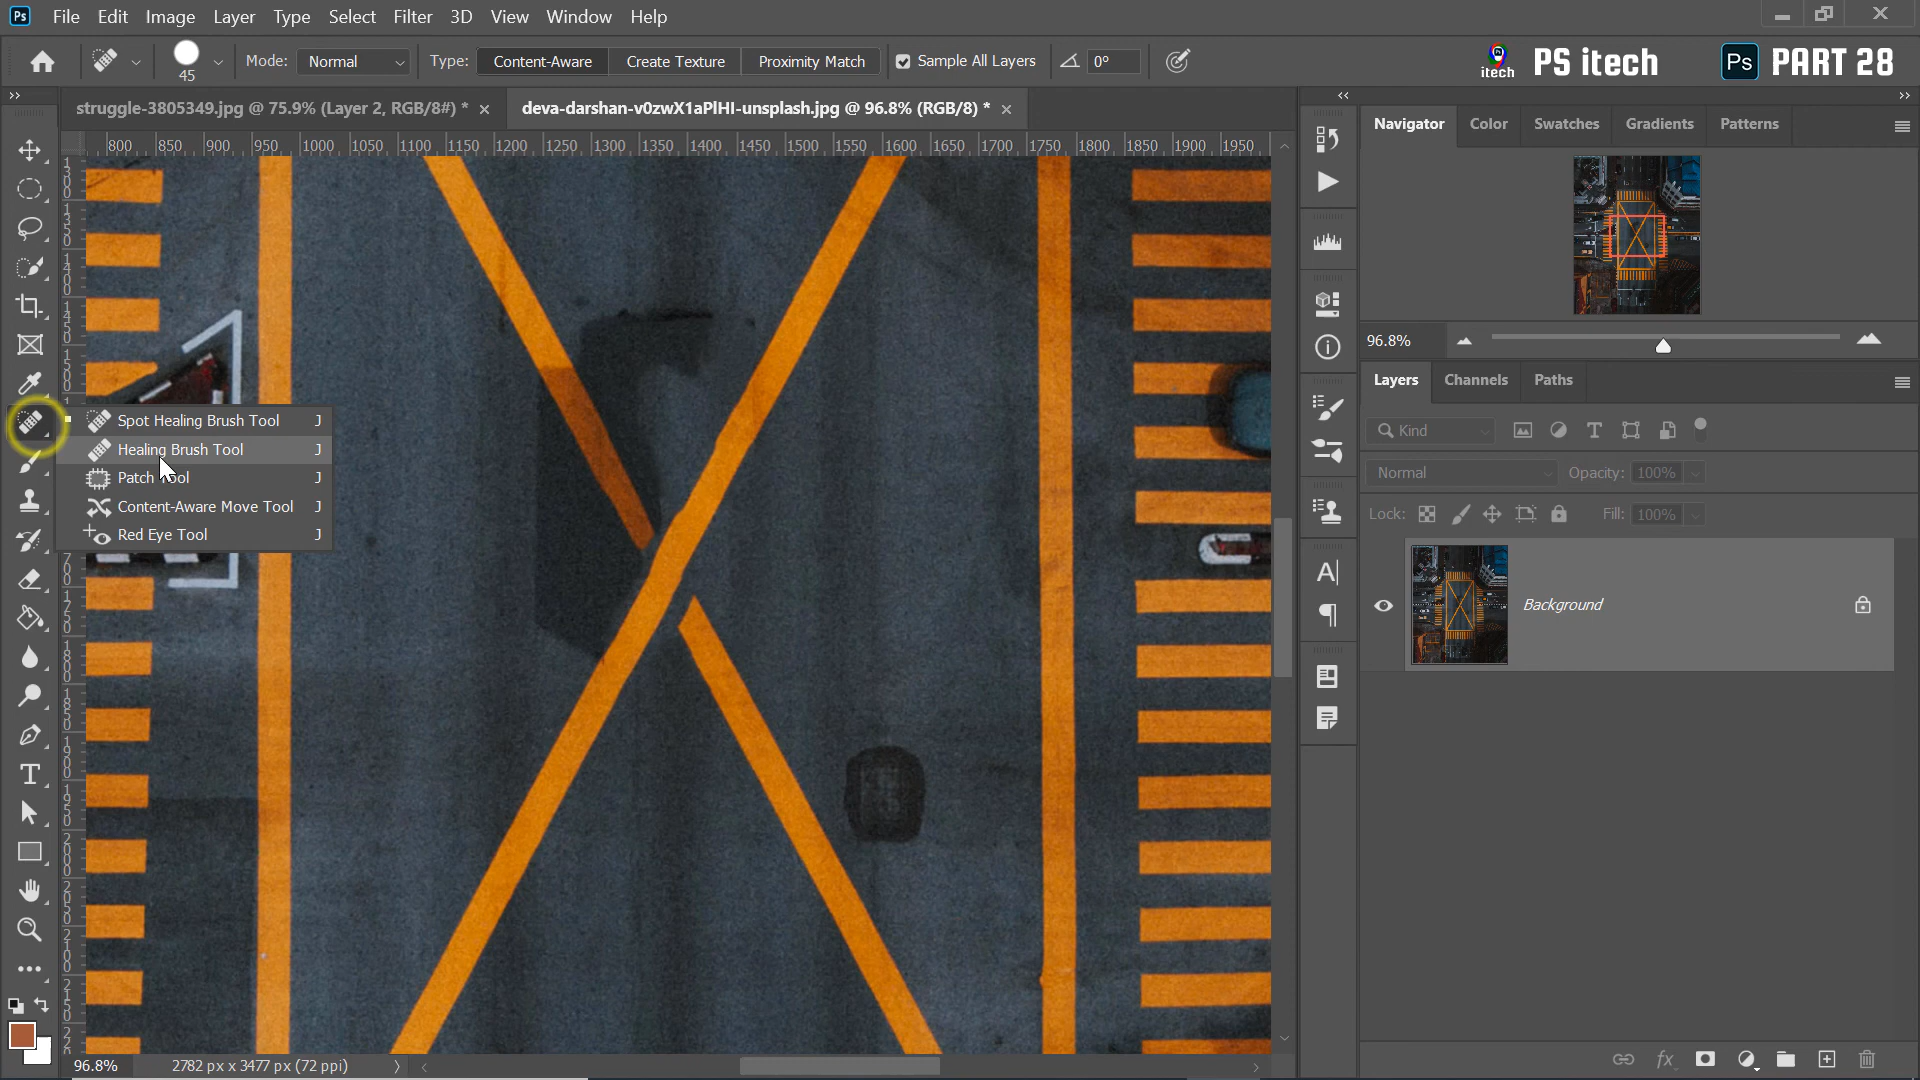 Ps File Edit Image Layer Type Select Filter 3D View Window Help
45 Mode: Normal Type: Content-Aware Create Texture Proximity Match Sample All Layers 0° itech PS itech Ps PART 28
struggle-3805349.jpg @ 75.9% (Layer 2, RGB/8#) * deva-darshan-v0zwX1aPlHI-unsplash.jpg @ 96.8% (RGB/8) *
800 850 900 950 1000 1050 1100 1150 1200 1250 1300 1350 1400 1450 1500 1550 1600 1650 1700 1750 1800 1850 1900 1950
Navigator Color Swatches Gradients Patterns
96.8%
Layers Channels Paths
Kind
Normal Opacity: 100%
Lock: Fill: 100%
Background
Spot Healing Brush Tool J
Healing Brush Tool J
Patch Tool J
Content-Aware Move Tool J
Red Eye Tool J
96.8% 2782 px x 3477 px (72 ppi)